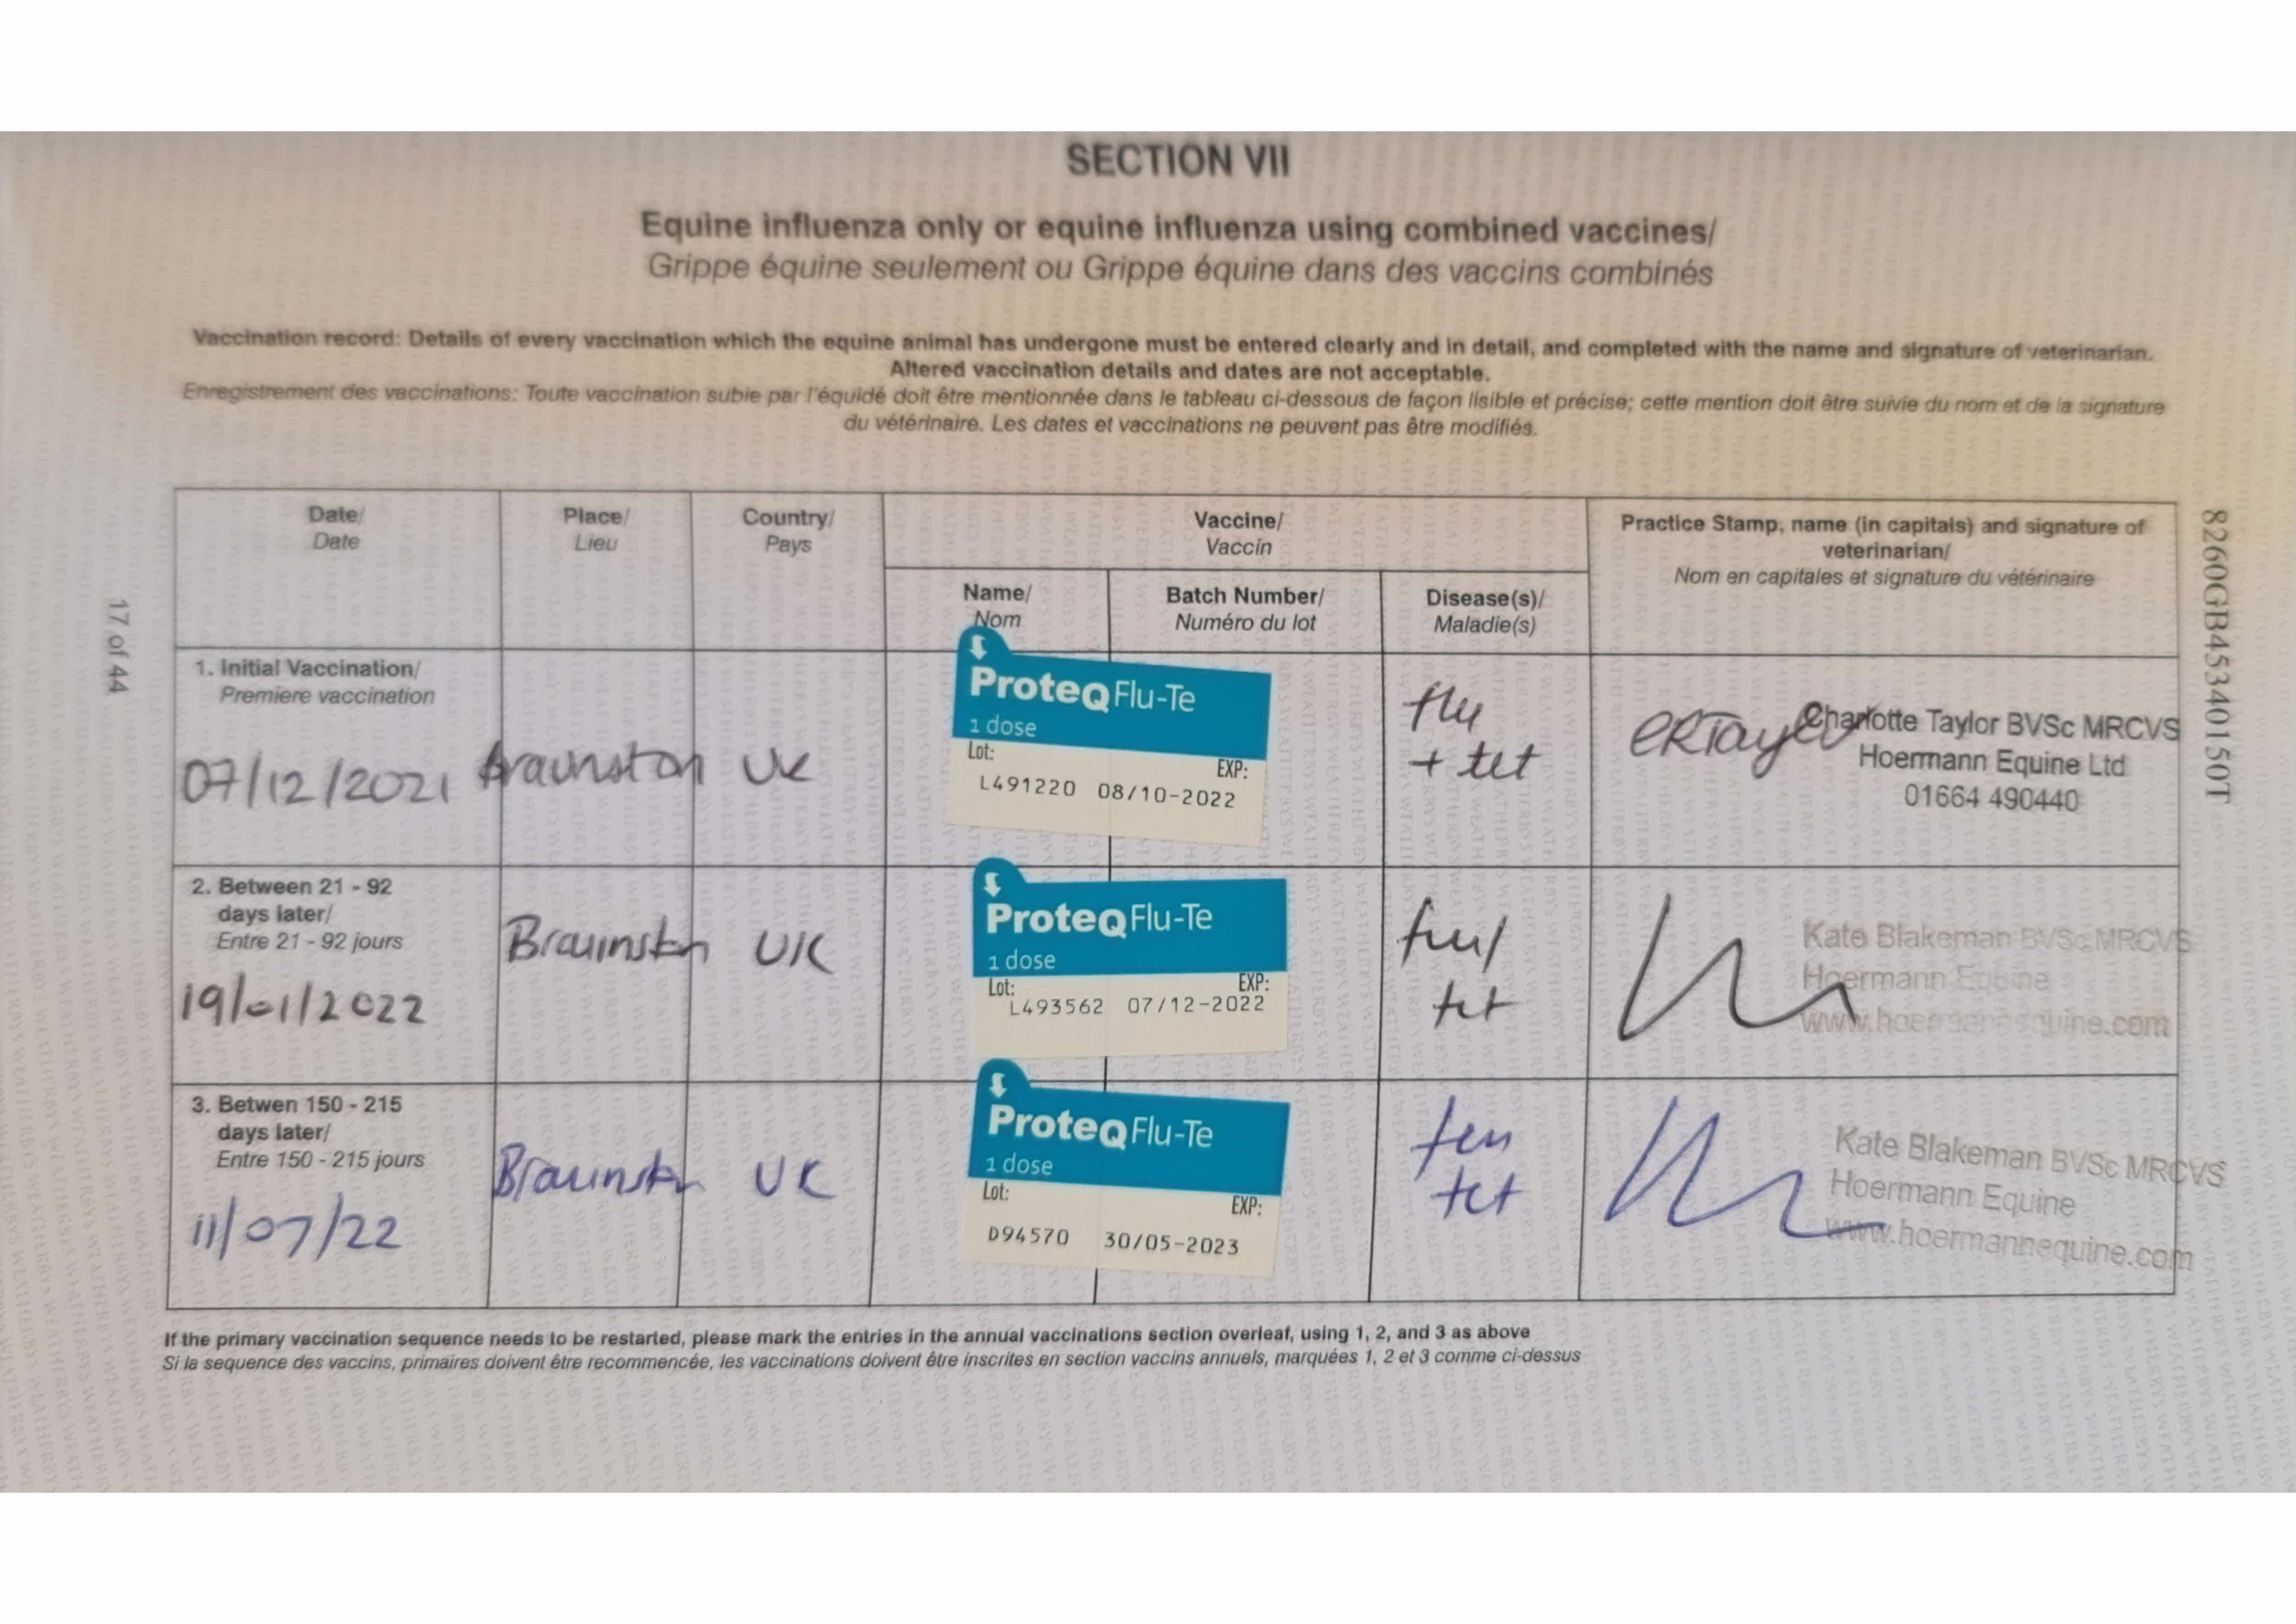 SECTION VII
Equine influenza only or equine influenza using combined vaccines/
Grippe équine seulement ou Grippe équine dans des vaccins combinés
Vaccination record: Details of every vaccination which the equine animal has undergone must be entered clearly and in detail, and completed with the name and signature of veterinarian.
Altered vaccination details and dates are not acceptable.
Enregistrement des vaccinations: Toute vaccination subie par l'équidé doit être mentionnée dans le tableau ci-dessous de façon lisible et précise; cette mention doit être suivie du nom et de la signature
du vétérinaire. Les dates et vaccinations ne peuvent pas être modifiés.
Date/
Date
Place/
Lieu
Country/
Pays
Vaccine/
Vaccin
Name/
Nom
Batch Number/
Numéro du lot
Disease(s)/
Maladie(s)
Practice Stamp, name (in capitals) and signature of
veterinarian/
Nom en capitales et signature du vétérinaire
1. Initial Vaccination/
Premiere vaccination
07/12/2021
Braunston
UK
ProteqFlu-Te
1 dose
Lot:
EXP:
L491220 08/10-2022
flu
+ tet
CRTaylor
Charlotte Taylor BVSc MRCVS
Hoermann Equine Ltd
01664 490440
2. Between 21 - 92
days later/
Entre 21 - 92 jours
19/01/2022
Braunston
UK
ProteqFlu-Te
1 dose
Lot:
EXP:
L493562 07/12-2022
flu/
tet
Kate Blakeman BVSc MRCVS
Hoermann Equine
www.hoermannequine.com
3. Betwen 150 - 215
days later/
Entre 150 - 215 jours
11/07/22
Braunston
UK
ProteqFlu-Te
1 dose
Lot:
EXP:
D94570 30/05-2023
flu
tet
Kate Blakeman BVSc MRCVS
Hoermann Equine
www.hoermannequine.com
If the primary vaccination sequence needs to be restarted, please mark the entries in the annual vaccinations section overleaf, using 1, 2, and 3 as above
Si la sequence des vaccins, primaires doivent être recommencée, les vaccinations doivent être inscrites en section vaccins annuels, marquées 1, 2 et 3 comme ci-dessus
17 of 44
8260GB45340150T